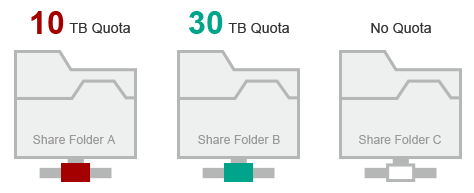 10 TB Quota
30 TB Quota
No Quota
Share Folder A
Share Folder B
Share Folder C